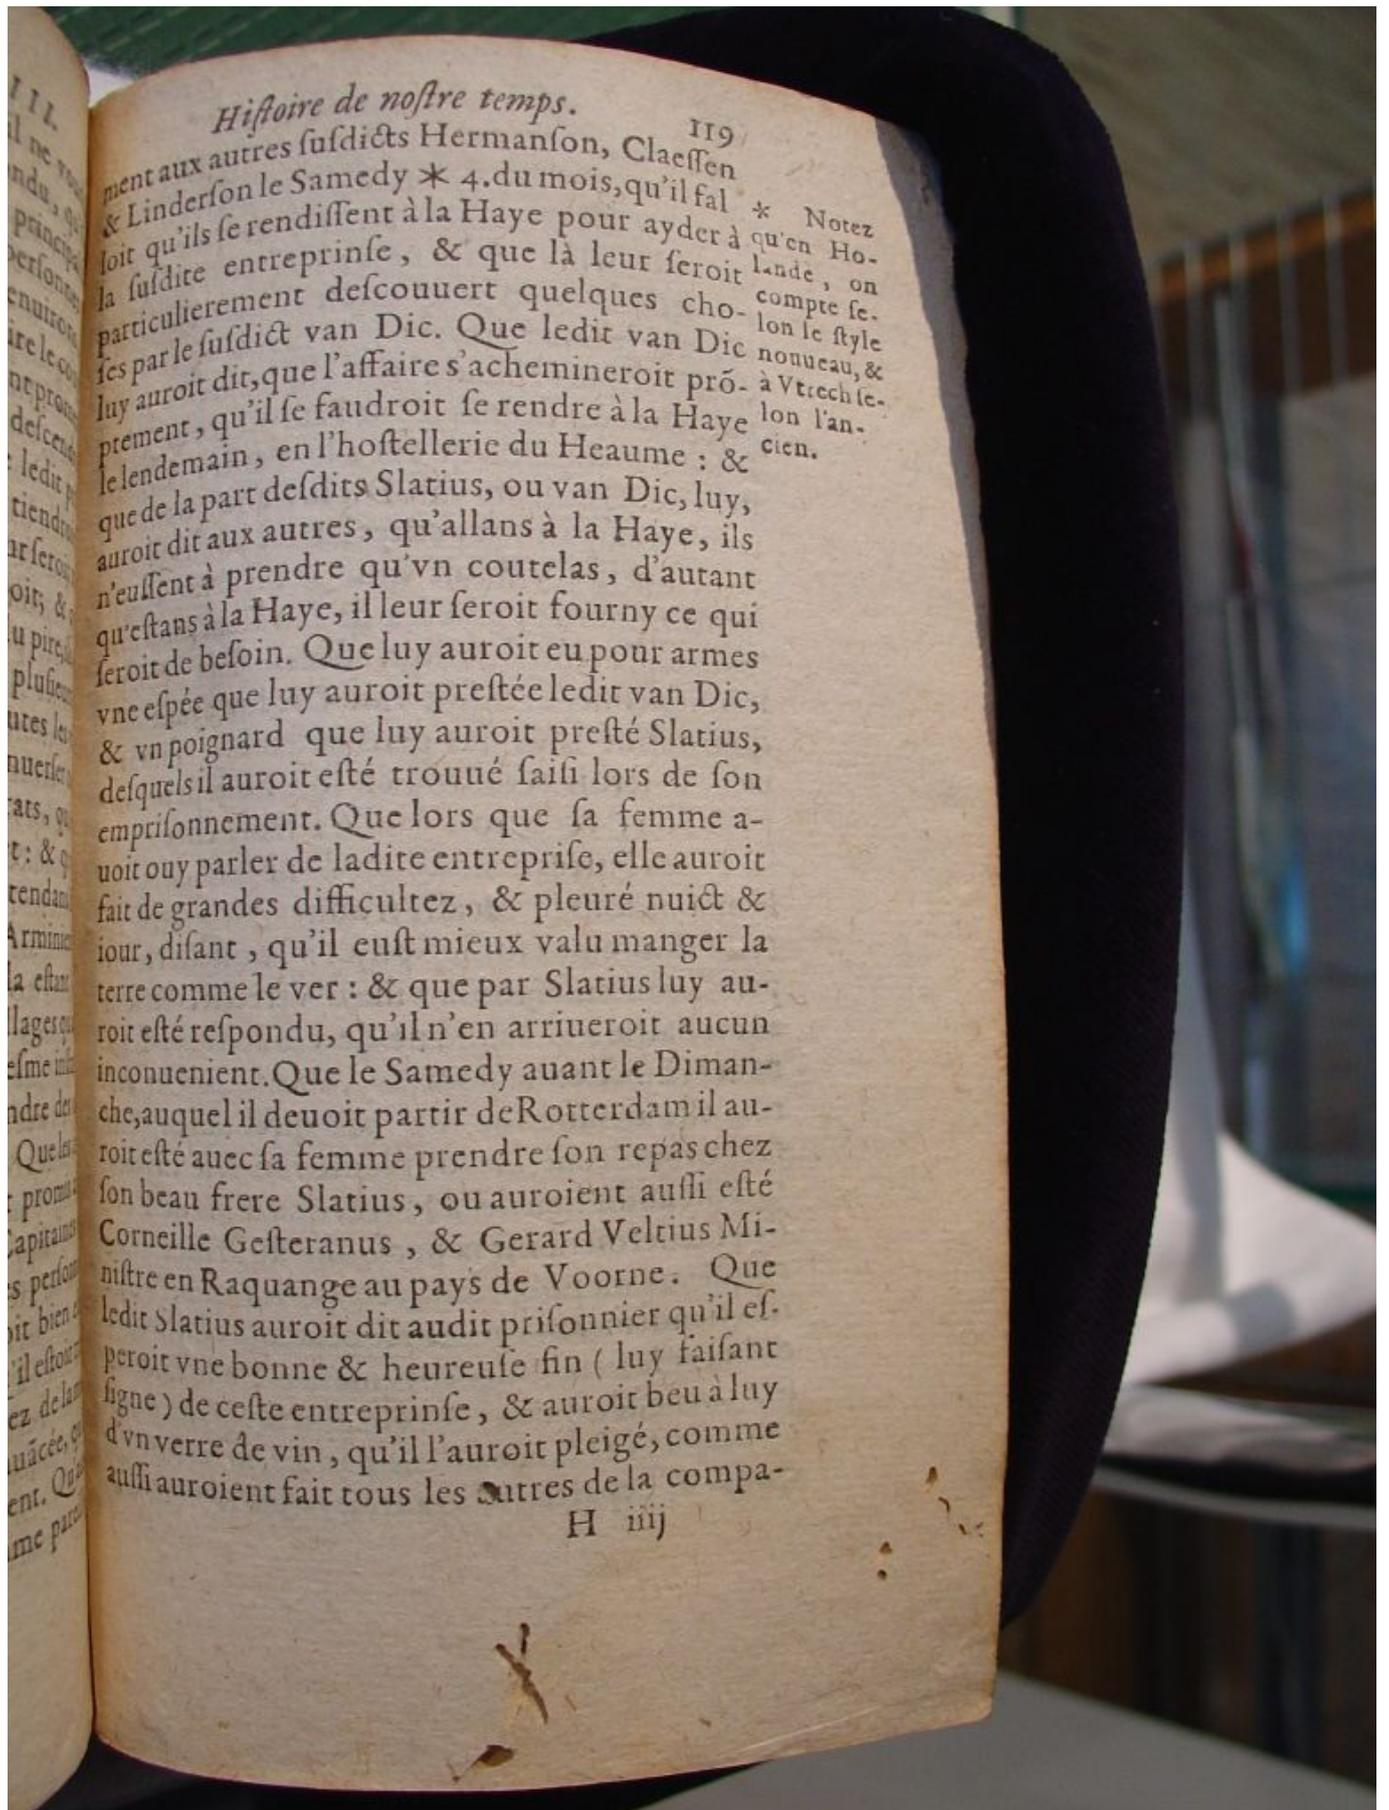 Hiſtoire de noſtre temps.
119
ment aux autres ſuſdicts Hermanſon, Claeſſen
& Linderſon le Samedy * 4. du mois, qu'il fal
loit qu'ils ſe rendiſſent à la Haye pour ayder à
la ſuſdite entreprinſe, & que là leur ſeroit
particulierement deſcouuert quelques cho-
ſes par le ſuſdict van Dic. Que ledit van Dic
luy auroit dit, que l'affaire s'achemineroit prõ-
ptement, qu'il ſe faudroit ſe rendre à la Haye
le lendemain, en l'hoſtellerie du Heaume : &
que de la part deſdits Slatius, ou van Dic, luy,
auroit dit aux autres, qu'allans à la Haye, ils
n'euſſent à prendre qu'vn coutelas, d'autant
qu'eſtans à la Haye, il leur ſeroit fourny ce qui
ſeroit de beſoin. Que luy auroit eu pour armes
vne eſpée que luy auroit preſtée ledit van Dic,
& vn poignard que luy auroit preſté Slatius,
deſquels il auroit eſté trouué ſaiſi lors de ſon
empriſonnement. Que lors que ſa femme a-
uoit ouy parler de ladite entrepriſe, elle auroit
fait de grandes difficultez, & pleuré nuict &
iour, diſant, qu'il euſt mieux valu manger la
terre comme le ver : & que par Slatius luy au-
roit eſté reſpondu, qu'il n'en arriueroit aucun
inconuenient. Que le Samedy auant le Diman-
che, auquel il deuoit partir de Rotterdam il au-
roit eſté auec ſa femme prendre ſon repas chez
ſon beau frere Slatius, ou auroient auſſi eſté
Corneille Geſteranus, & Gerard Veltius Mi-
niſtre en Raquange au pays de Voorne. Que
ledit Slatius auroit dit audit priſonnier qu'il eſ-
peroit vne bonne & heureuſe fin ( luy faiſant
ſigne ) de ceſte entreprinſe, & auroit beu à luy
d'vn verre de vin, qu'il l'auroit pleigé, comme
auſſi auroient fait tous les autres de la compa-
H iiij
* Notez
qu'en Ho-
lande, on
compte ſe-
lon le ſtyle
nouueau, &
à Vtrech ſe-
lon l'an-
cien.